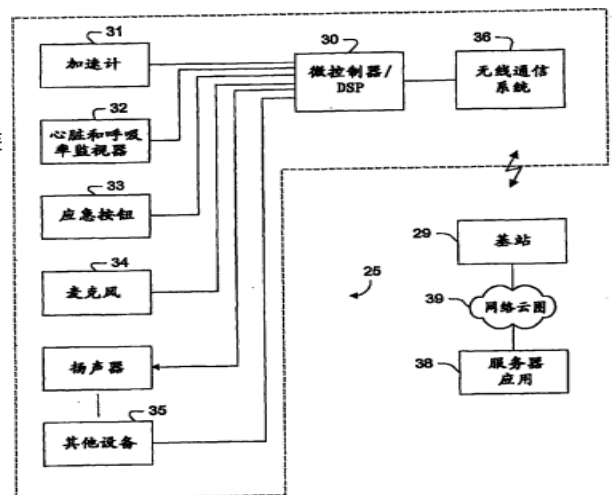 31
加速计
32
心脏和呼吸
率监视器
33
应急按钮
34
麦克风
扬声器
35
其他设备
30
微控制器/
DSP
36
无线通信
系统
29
基站
25
39
网络云图
38
服务器
应用